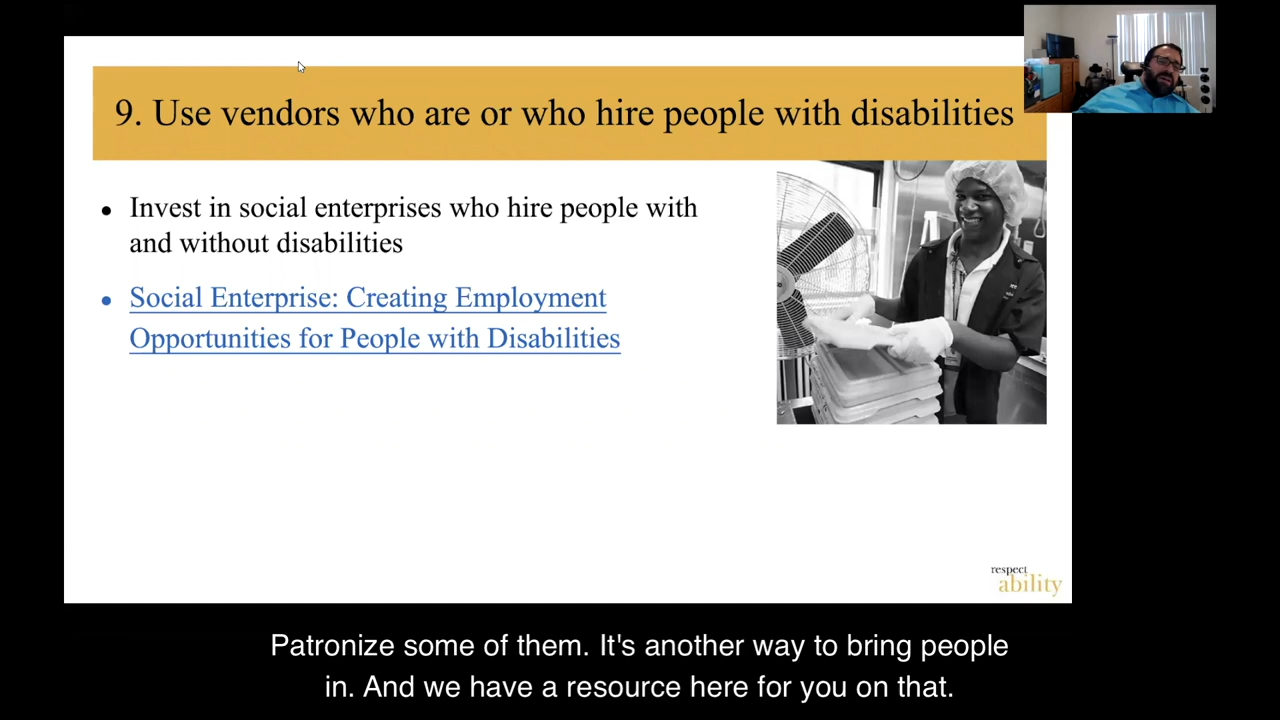 9. Use vendors who are or who hire people with disabilities
• Invest in social enterprises who hire people with
and without disabilities
• Social Enterprise: Creating Employment
Opportunities for People with Disabilities
respect
ability
Patronize some of them. It's another way to bring people
in. And we have a resource here for you on that.